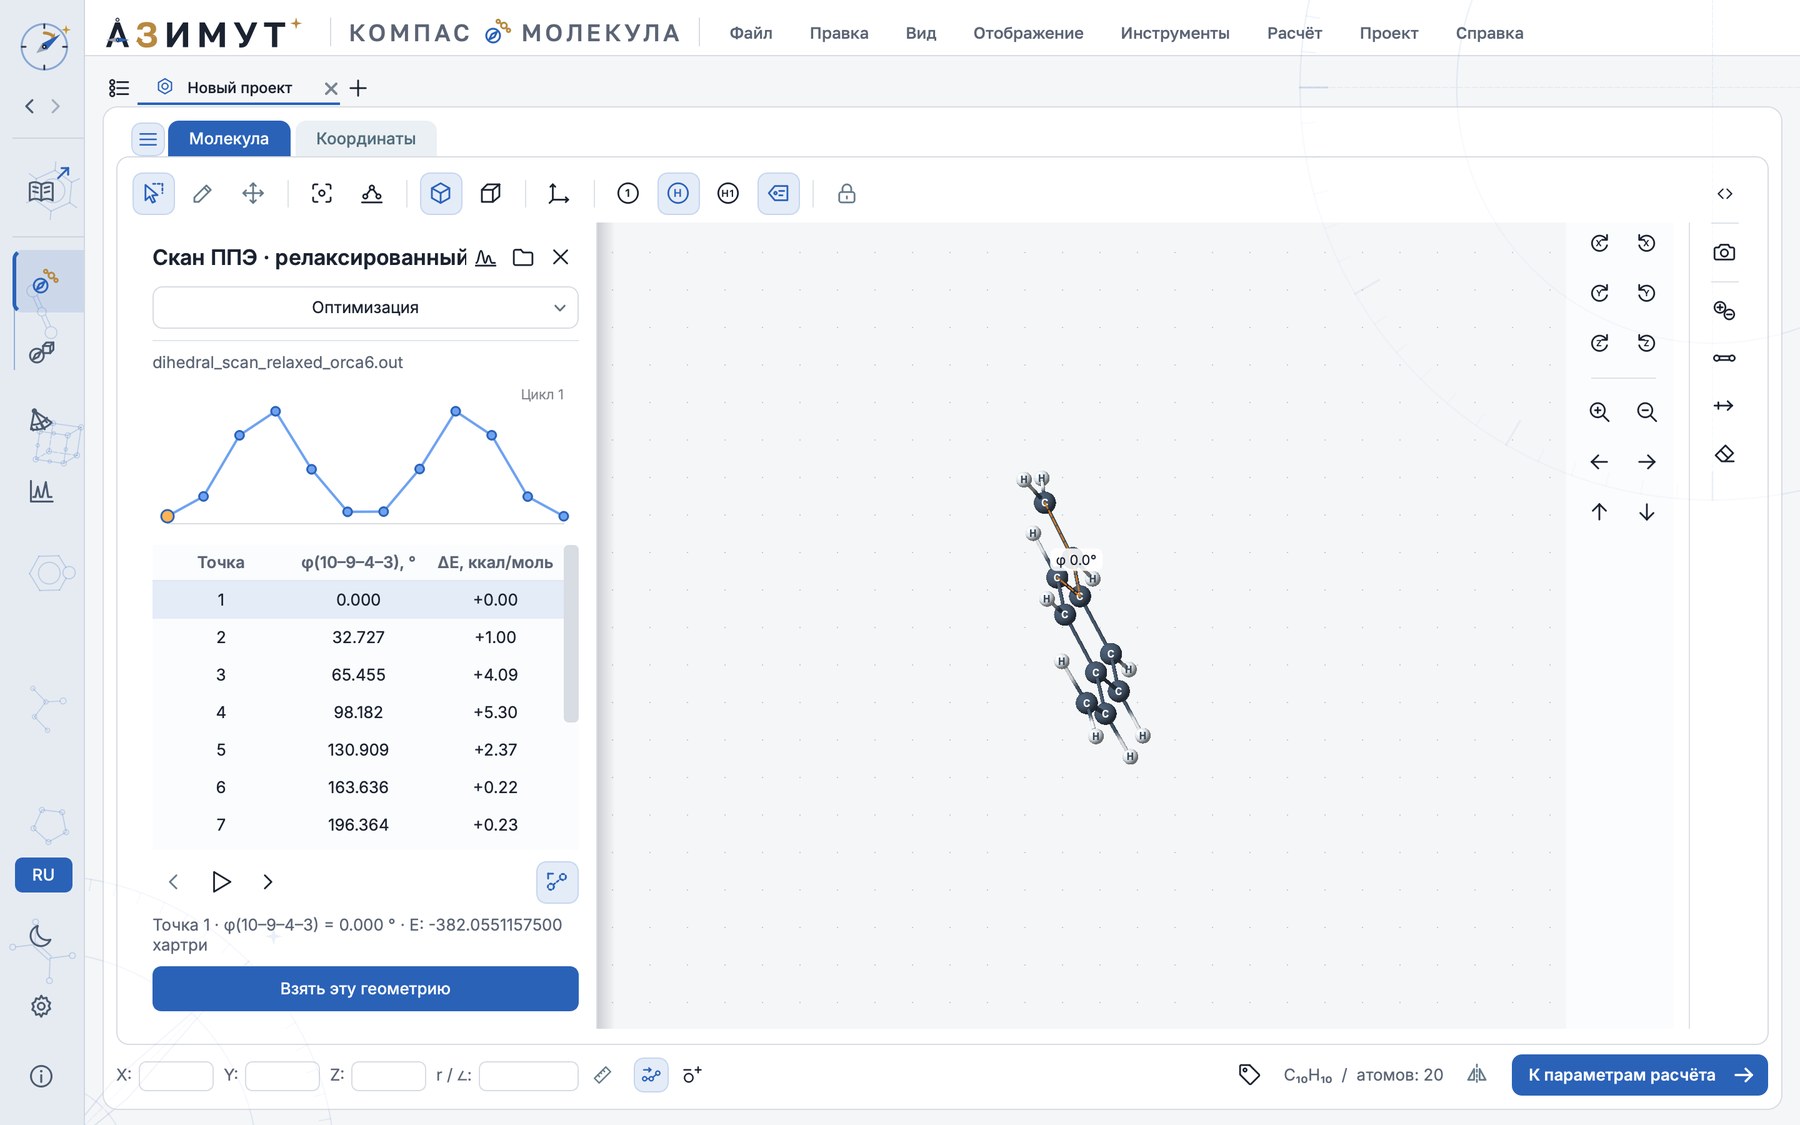 АЗИМУТ
КОМПАС МОЛЕКУЛА
Файл
Правка
Вид
Отображение
Инструменты
Расчёт
Проект
Справка
Новый проект
Молекула
Координаты
1
H
H1
Скан ППЭ · релаксированный
Оптимизация
dihedral_scan_relaxed_orca6.out
Цикл 1
Точка φ(10–9–4–3), ° ΔE, ккал/моль
1 0.000 +0.00
2 32.727 +1.00
3 65.455 +4.09
4 98.182 +5.30
5 130.909 +2.37
6 163.636 +0.22
7 196.364 +0.23
Точка 1 · φ(10–9–4–3) = 0.000 ° · E: -382.0551157500
хартри
Взять эту геометрию
H H
C
H
φ 0.0°
C H
H C
C
C
H C H
C
C C
H H
H
X X
Y Y
Z Z
RU
X:
Y:
Z:
r / ∠:
C₁₀H₁₀ / атомов: 20
К параметрам расчёта